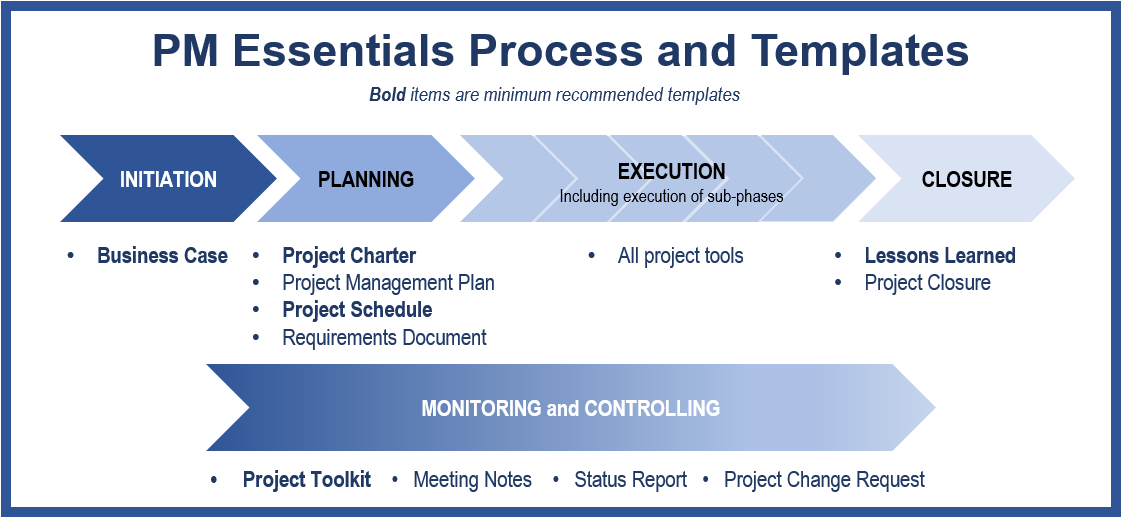 PM Essentials Process and Templates
Bold items are minimum recommended templates
INITIATION
PLANNING
EXECUTION
Including execution of sub-phases
CLOSURE
• Business Case
• Project Charter
• Project Management Plan
• Project Schedule
• Requirements Document
• All project tools
• Lessons Learned
• Project Closure
MONITORING and CONTROLLING
• Project Toolkit • Meeting Notes • Status Report • Project Change Request